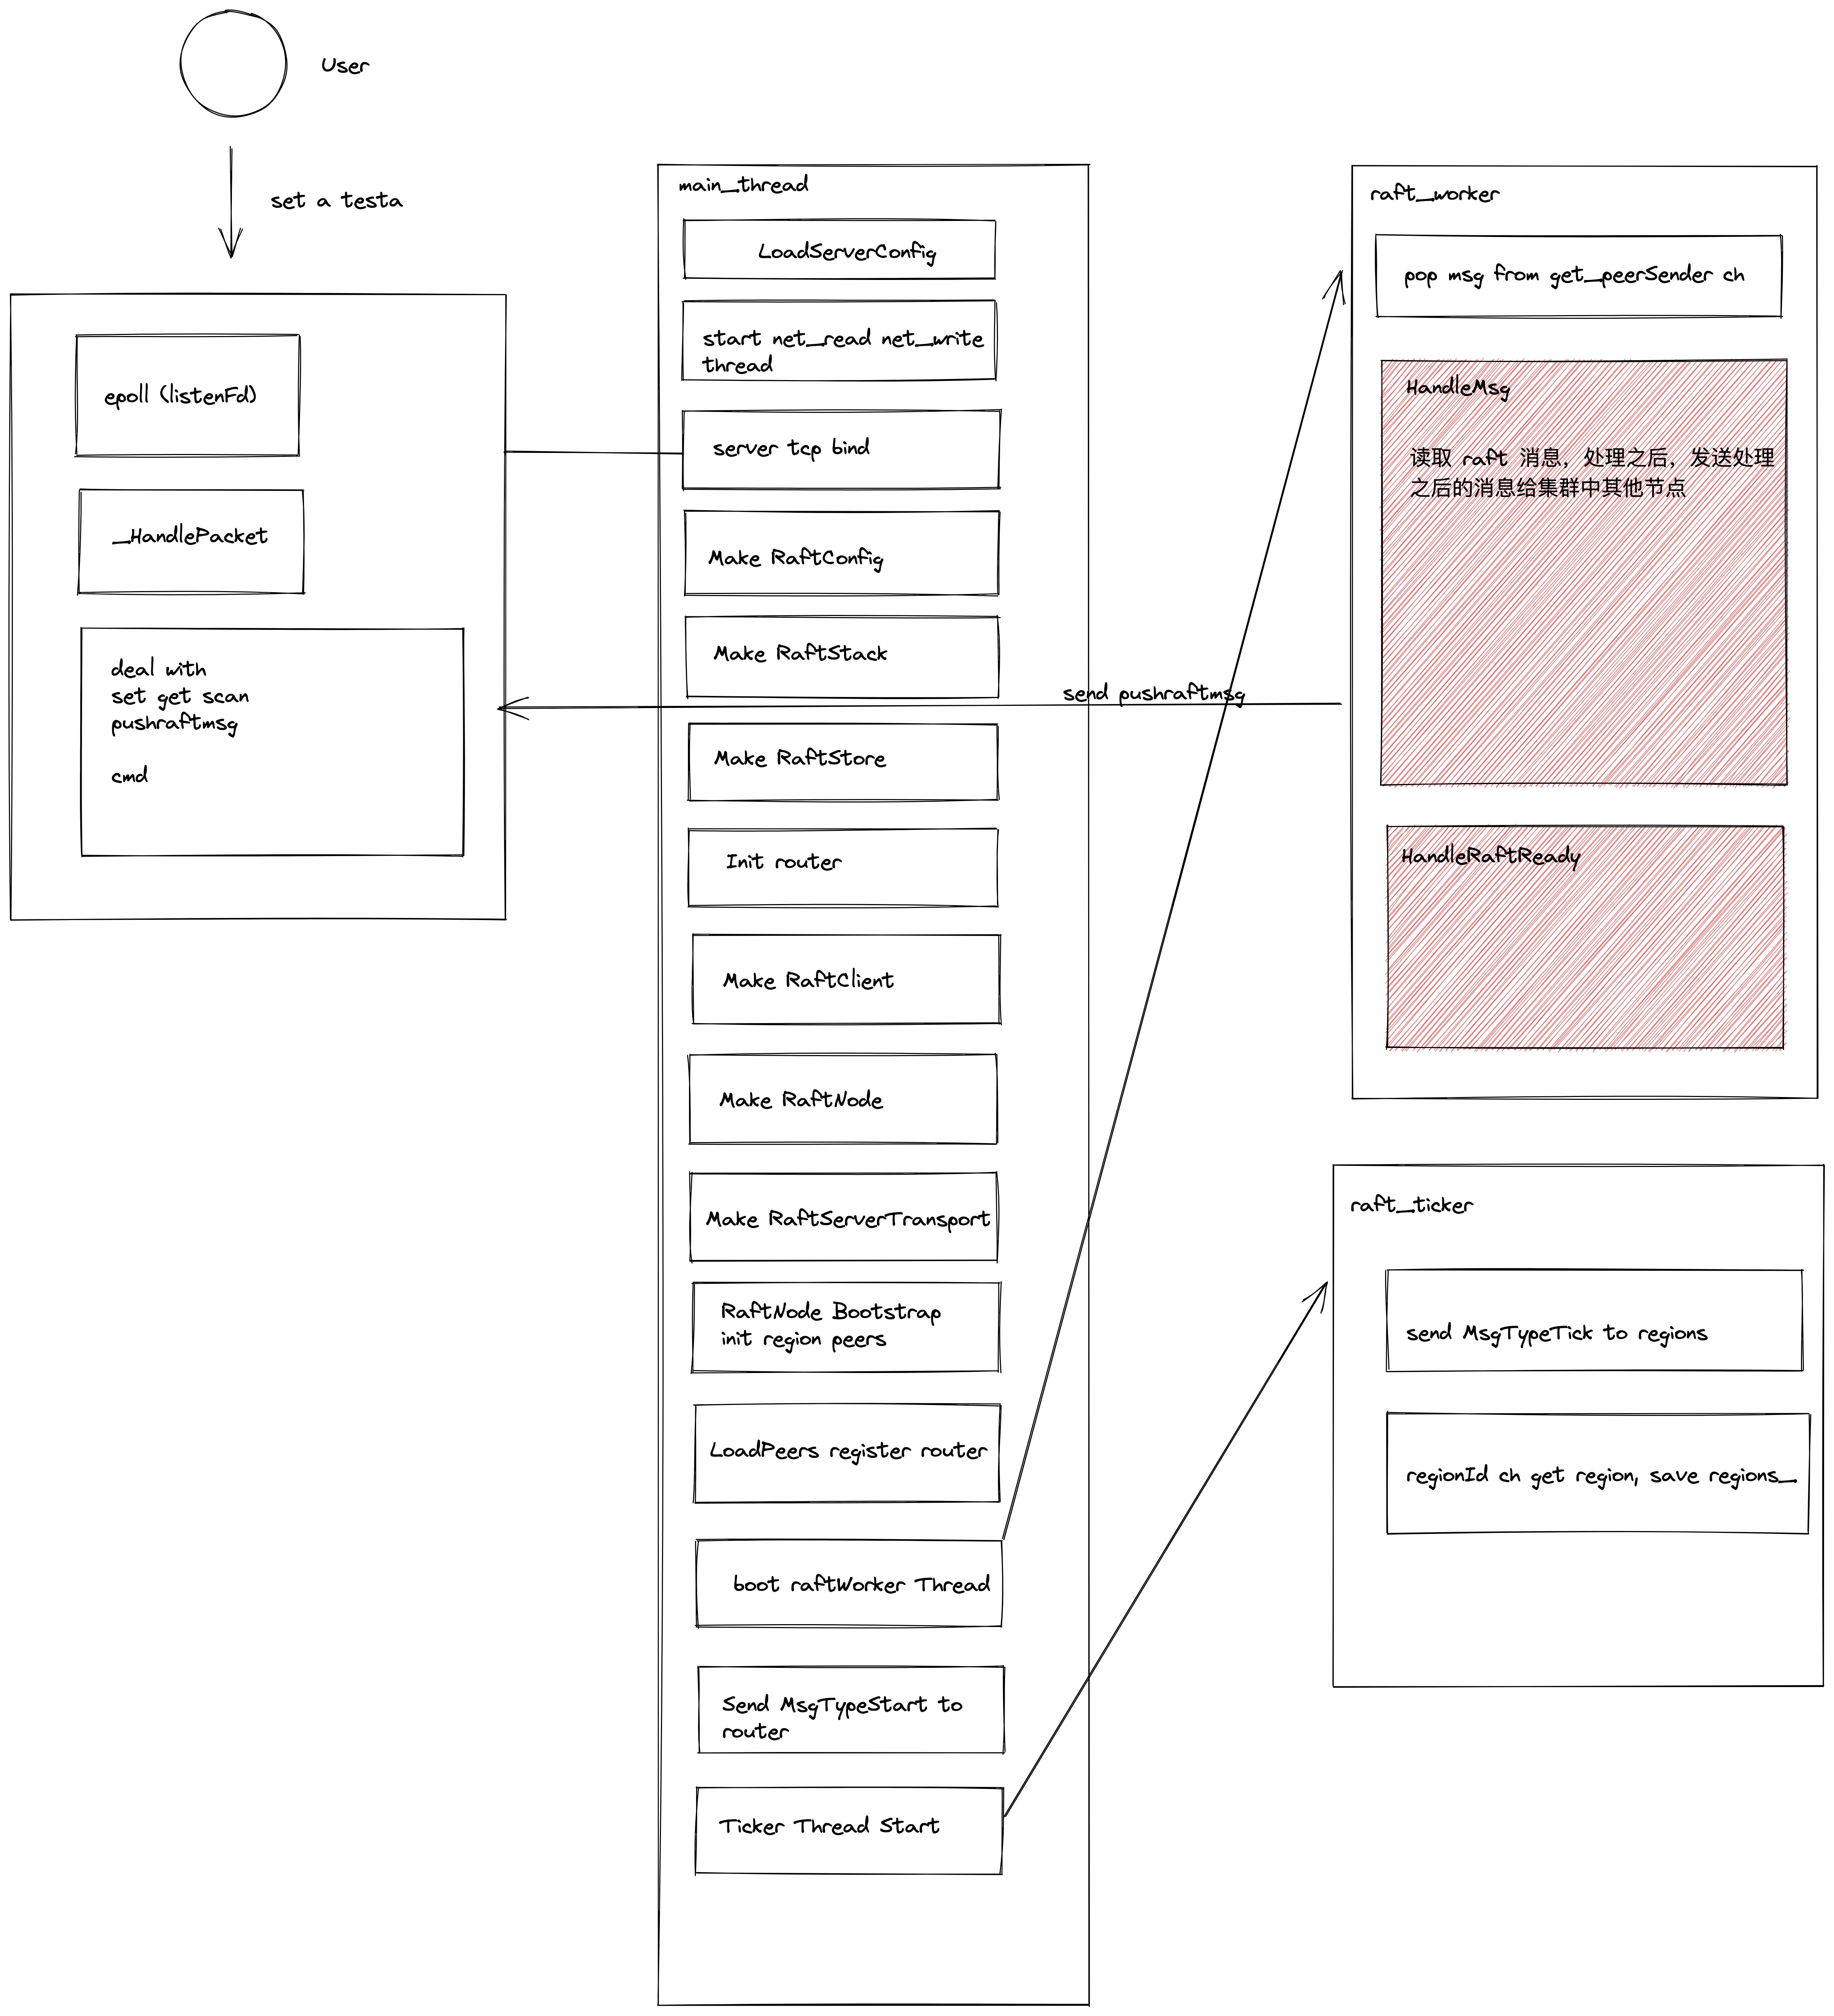 User
set a testa
epoll (listenFd)
_HandlePacket
deal with
set get scan
pushraftmsg
cmd
main_thread
LoadServerConfig
start net_read net_write
thread
server tcp bind
Make RaftConfig
Make RaftStack
send pushraftmsg
Make RaftStore
Init router
Make RaftClient
Make RaftNode
Make RaftServerTransport
RaftNode Bootstrap
init region peers
LoadPeers register router
boot raftWorker Thread
Send MsgTypeStart to
router
Ticker Thread Start
raft_worker
pop msg from get_peerSender ch
HandleMsg
读取 raft 消息，处理之后，发送处理
之后的消息给集群中其他节点
HandleRaftReady
raft_ticker
send MsgTypeTick to regions
regionId ch get region, save regions_